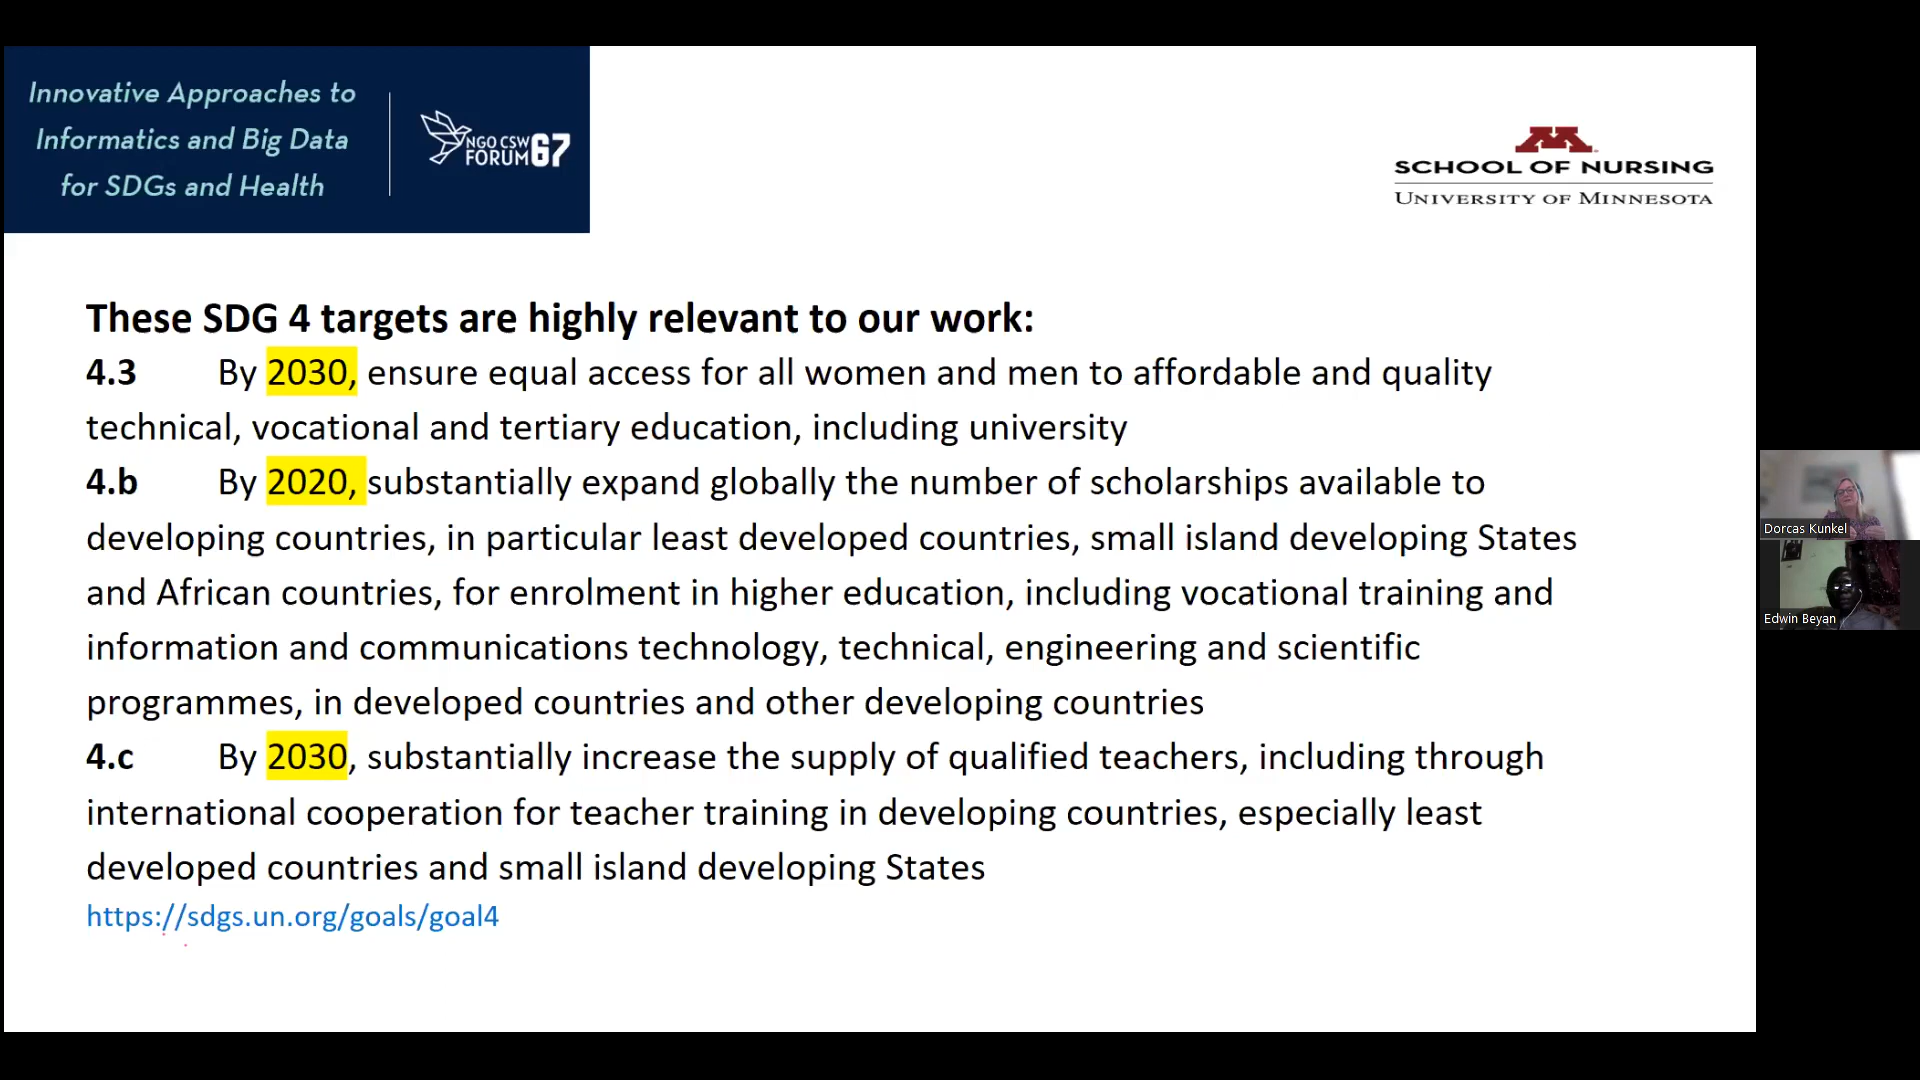 Innovative Approaches to
Informatics and Big Data
for SDGs and Health
NGO CSW
FORUM 67
SCHOOL OF NURSING
UNIVERSITY OF MINNESOTA
These SDG 4 targets are highly relevant to our work:
4.3 By 2030, ensure equal access for all women and men to affordable and quality
technical, vocational and tertiary education, including university
4.b By 2020, substantially expand globally the number of scholarships available to
developing countries, in particular least developed countries, small island developing States
and African countries, for enrolment in higher education, including vocational training and
information and communications technology, technical, engineering and scientific
programmes, in developed countries and other developing countries
4.c By 2030, substantially increase the supply of qualified teachers, including through
international cooperation for teacher training in developing countries, especially least
developed countries and small island developing States
https://sdgs.un.org/goals/goal4
Dorcas Kunkel
Edwin Beyan